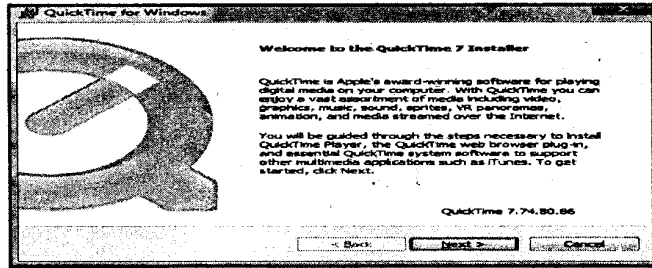 QuickTime for Windows
Welcome to the QuickTime 7 Installer
QuickTime is Apple's award-winning software for playing
digital media on your computer. With QuickTime you can
enjoy a vast assortment of media including video,
graphics, music, sound, sprites, VR panoramas,
animation, and media streamed over the Internet.
You will be guided through the steps necessary to install
QuickTime Player, the QuickTime web browser plug-in,
and essential QuickTime system software to support
other multimedia applications such as iTunes. To get
started, click Next.
QuickTime 7.74.80.86
< Back Next > Cancel